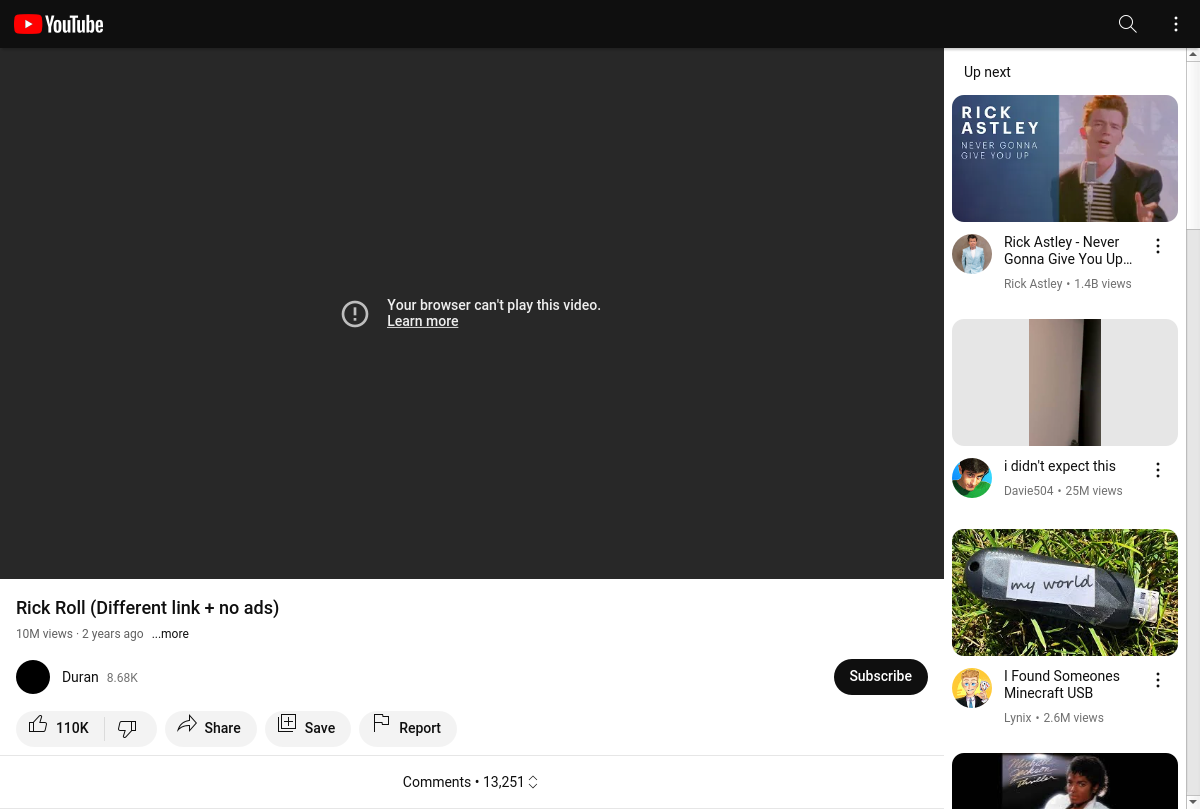 YouTube
Your browser can't play this video.
Learn more
Rick Roll (Different link + no ads)
10M views · 2 years ago ...more
Duran 8.68K
Subscribe
110K
Share
Save
Report
Comments • 13,251
Up next
RICK
ASTLEY
NEVER GONNA
GIVE YOU UP
Rick Astley - Never
Gonna Give You Up...
Rick Astley • 1.4B views
i didn't expect this
Davie504 • 25M views
my world
I Found Someones
Minecraft USB
Lynix • 2.6M views
Michael
Jackson
Thriller